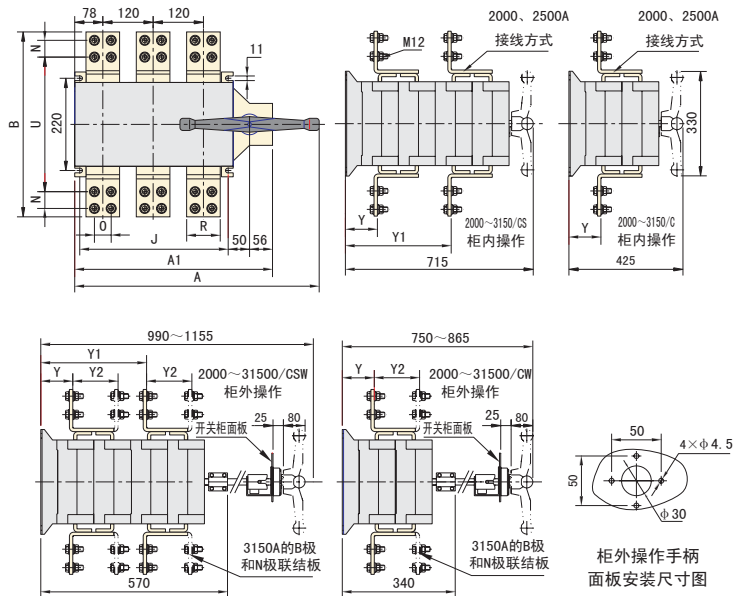 78 120 120
11
N
B
U
220
N
O
R
J
50 56
A1
A
2000、2500A
接线方式
M12
Y
Y1
2000～3150/CS
柜内操作
715
2000、2500A
接线方式
330
Y
2000～3150/C
柜内操作
425
990～1155
Y1
Y Y2
2000～31500/CSW
柜外操作
25 80
开关柜面板
3150A的B极
和N极联结板
570
750～865
Y Y2
2000～31500/CW
柜外操作
25 80
开关柜面板
3150A的B极
和N极联结板
340
50
4×φ4.5
50
φ30
柜外操作手柄
面板安装尺寸图